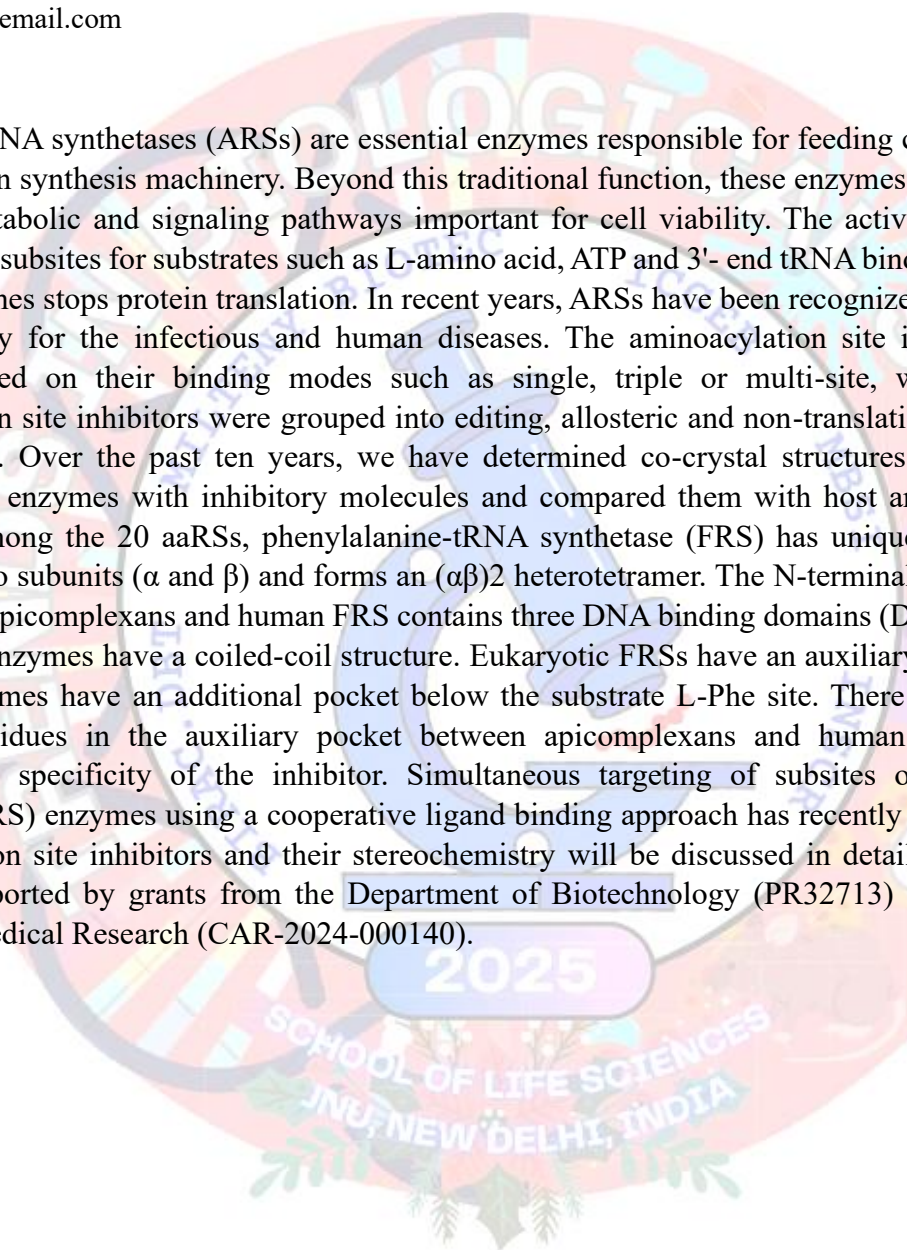 email.com
NA synthetases (ARSs) are essential enzymes responsible for feeding
n synthesis machinery. Beyond this traditional function, these enzymes
tabolic and signaling pathways important for cell viability. The activ
subsites for substrates such as L-amino acid, ATP and 3'- end tRNA bind
nes stops protein translation. In recent years, ARSs have been recognize
y for the infectious and human diseases. The aminoacylation site i
ed on their binding modes such as single, triple or multi-site, w
n site inhibitors were grouped into editing, allosteric and non-translati
. Over the past ten years, we have determined co-crystal structures
enzymes with inhibitory molecules and compared them with host an
mong the 20 aaRSs, phenylalanine-tRNA synthetase (FRS) has unique
o subunits (α and β) and forms an (αβ)2 heterotetramer. The N-terminal
apicomplexans and human FRS contains three DNA binding domains (D
enzymes have a coiled-coil structure. Eukaryotic FRSs have an auxiliary
mes have an additional pocket below the substrate L-Phe site. There
idues in the auxiliary pocket between apicomplexans and human
specificity of the inhibitor. Simultaneous targeting of subsites o
RS) enzymes using a cooperative ligand binding approach has recently
on site inhibitors and their stereochemistry will be discussed in detail
ported by grants from the Department of Biotechnology (PR32713)
edical Research (CAR-2024-000140).
2025
SCHOOL OF LIFE SCIENCES
JNU, NEW DELHI, INDIA